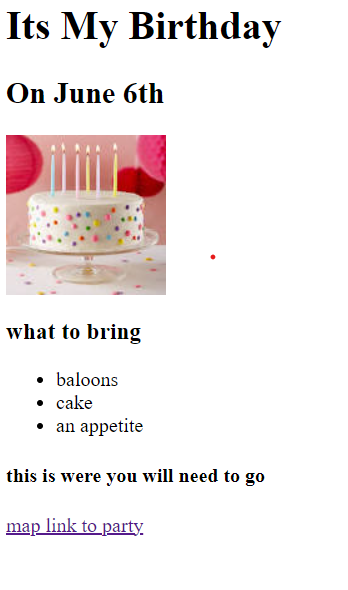 Its My Birthday
On June 6th
what to bring
baloons
cake
an appetite
this is were you will need to go
map link to party